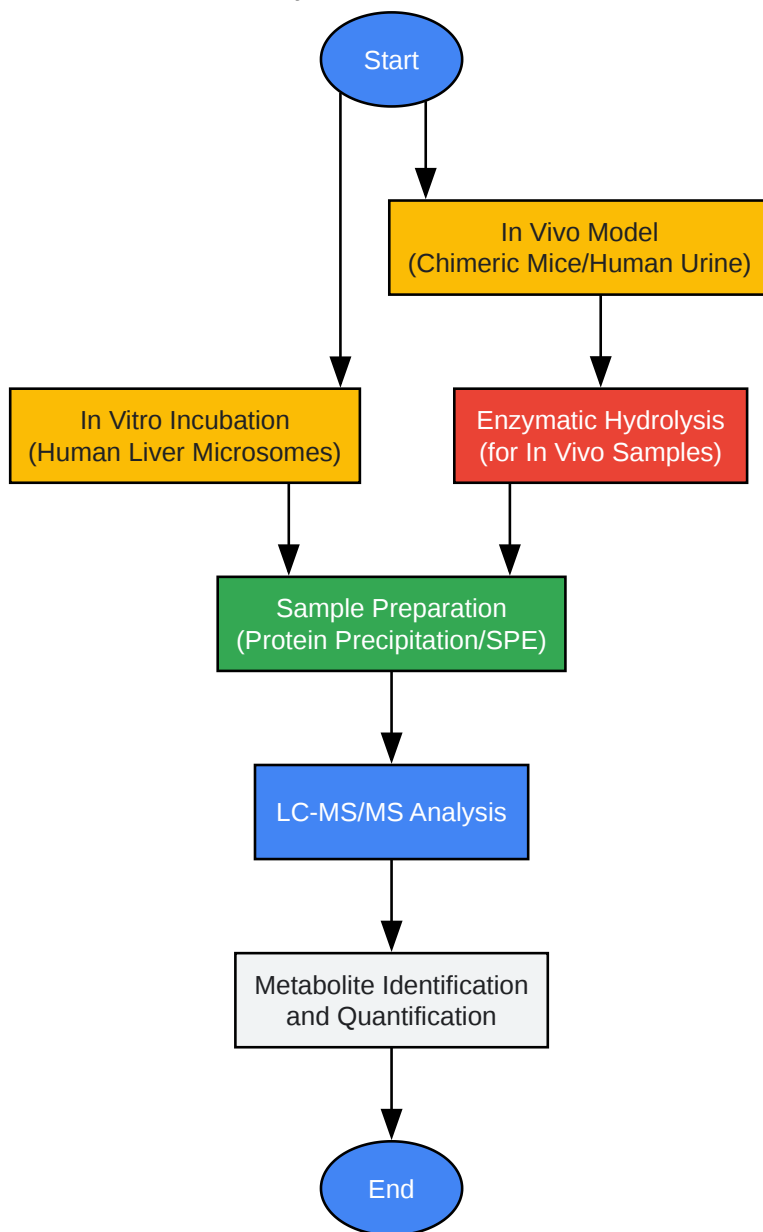 Start
In Vivo Model
(Chimeric Mice/Human Urine)
In Vitro Incubation
(Human Liver Microsomes)
Enzymatic Hydrolysis
(for In Vivo Samples)
Sample Preparation
(Protein Precipitation/SPE)
LC-MS/MS Analysis
Metabolite Identification
and Quantification
End